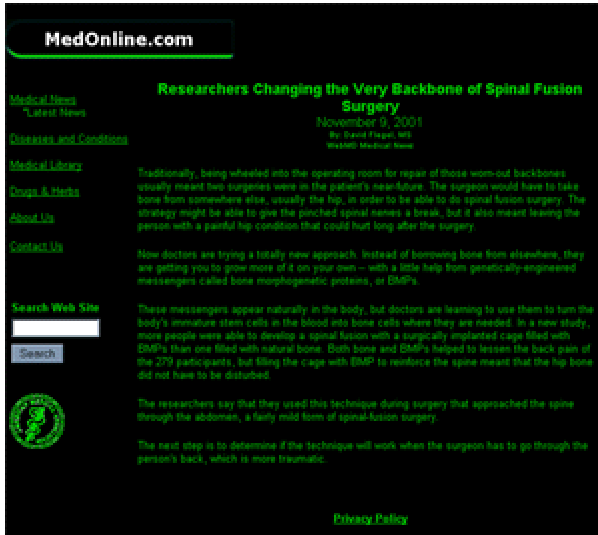 MedOnline.com
Medical News
*Latest News
Diseases and Conditions
Medical Library
Drugs & Herbs
About Us
Contact Us
Search Web Site
Search
Researchers Changing the Very Backbone of Spinal Fusion
Surgery
November 9, 2001
By: David Flegel, MS
WebMD Medical News
Traditionally, being wheeled into the operating room for repair of those worn-out backbones
usually meant two surgeries were in the patient's near-future. The surgeon would have to take
bone from somewhere else, usually the hip, in order to be able to do spinal fusion surgery. The
strategy might be able to give the pinched spinal nerves a break, but it also meant leaving the
person with a painful hip condition that could hurt long after the surgery.
Now doctors are trying a totally new approach. Instead of borrowing bone from elsewhere, they
are getting you to grow more of it on your own -- with a little help from genetically-engineered
messengers called bone morphogenetic proteins, or BMPs.
These messengers appear naturally in the body, but doctors are learning to use them to turn the
body's immature stem cells in the blood into bone cells where they are needed. In a new study,
more people were able to develop a spinal fusion with a surgically implanted cage filled with
BMPs than one filled with natural bone. Both bone and BMPs helped to lessen the back pain of
the 279 participants, but filling the cage with BMP to reinforce the spine meant that the hip bone
did not have to be disturbed.
The researchers say that they used this technique during surgery that approached the spine
through the abdomen, a fairly mild form of spinal-fusion surgery.
The next step is to determine if the technique will work when the surgeon has to go through the
person's back, which is more traumatic.
Privacy Policy